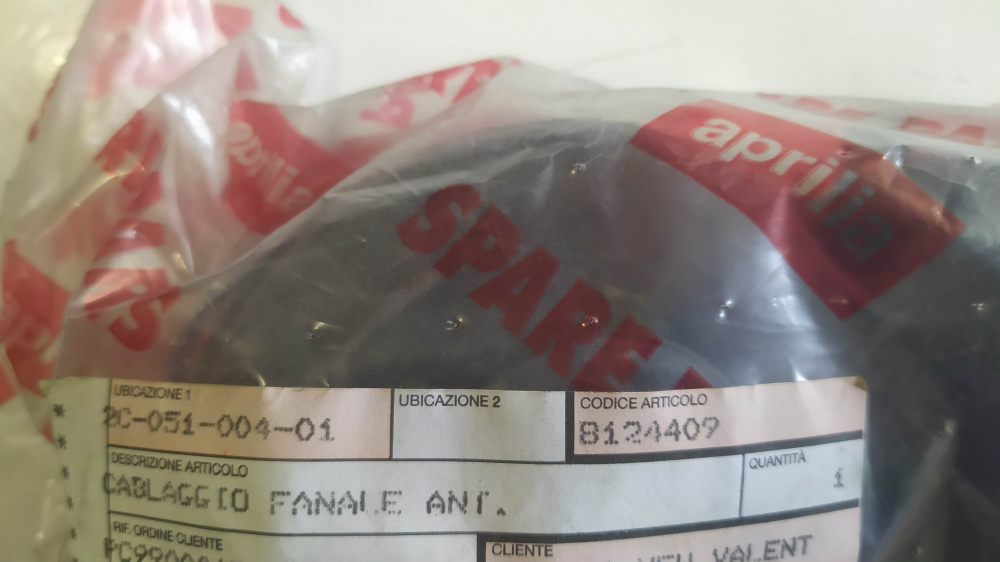 aprilia
aprilia
SPARE
UBICAZIONE 1
UBICAZIONE 2
CODICE ARTICOLO
2C-051-004-01
8124409
DESCRIZIONE ARTICOLO
QUANTITÀ
CABLAGGIO FANALE ANT.
1
RIF. ORDINE CLIENTE
CLIENTE
VALENT